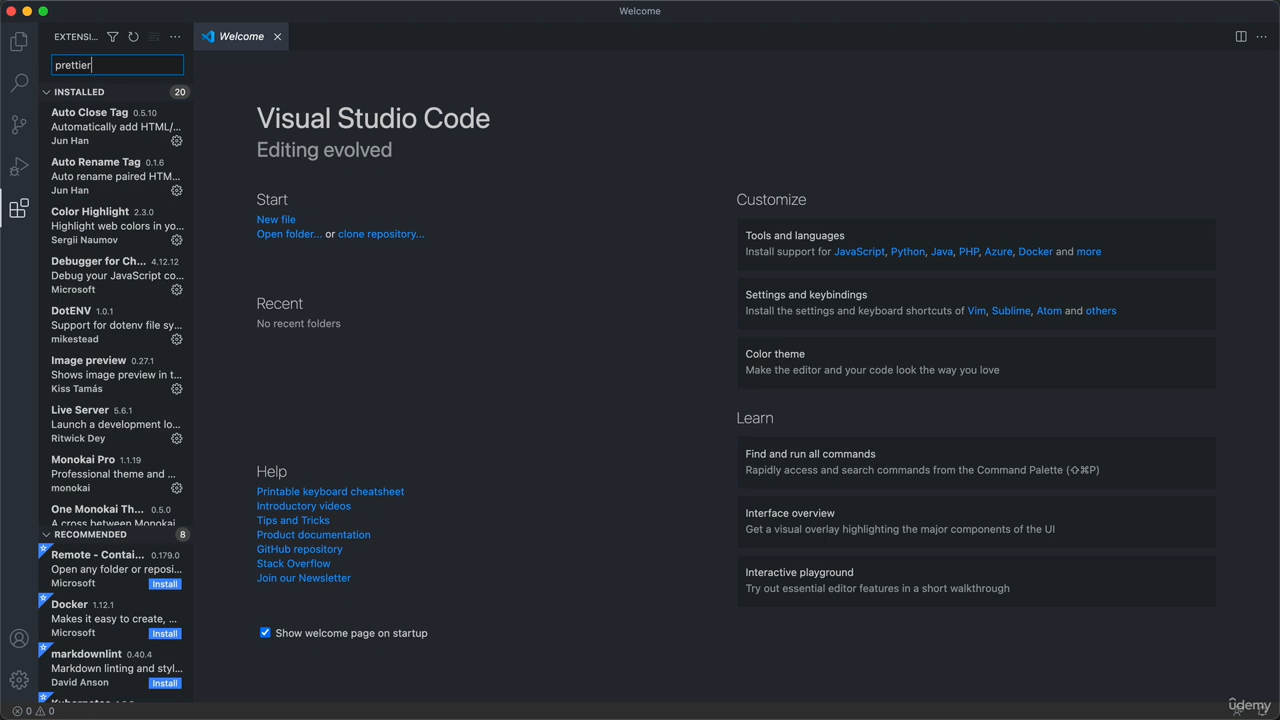 Welcome
EXTENSI...
prettier
INSTALLED 20
Auto Close Tag 0.5.10
Automatically add HTML/...
Jun Han
Auto Rename Tag 0.1.6
Auto rename paired HTM...
Jun Han
Color Highlight 2.3.0
Highlight web colors in yo...
Sergii Naumov
Debugger for Ch... 4.12.12
Debug your JavaScript co...
Microsoft
DotENV 1.0.1
Support for dotenv file sy...
mikestead
Image preview 0.27.1
Shows image preview in t...
Kiss Tamás
Live Server 5.6.1
Launch a development lo...
Ritwick Dey
Monokai Pro 1.1.19
Professional theme and ...
monokai
One Monokai Th... 0.5.0
A cross between Monokai
RECOMMENDED 8
Remote - Contai... 0.179.0
Open any folder or reposi...
Microsoft Install
Docker 1.12.1
Makes it easy to create, ...
Microsoft Install
markdownlint 0.40.4
Markdown linting and styl...
David Anson Install
Welcome
Visual Studio Code
Editing evolved
Start
New file
Open folder... or clone repository...
Recent
No recent folders
Help
Printable keyboard cheatsheet
Introductory videos
Tips and Tricks
Product documentation
GitHub repository
Stack Overflow
Join our Newsletter
Show welcome page on startup
Customize
Tools and languages
Install support for JavaScript, Python, Java, PHP, Azure, Docker and more
Settings and keybindings
Install the settings and keyboard shortcuts of Vim, Sublime, Atom and others
Color theme
Make the editor and your code look the way you love
Learn
Find and run all commands
Rapidly access and search commands from the Command Palette (⇧⌘P)
Interface overview
Get a visual overlay highlighting the major components of the UI
Interactive playground
Try out essential editor features in a short walkthrough
0 0
ûdemy